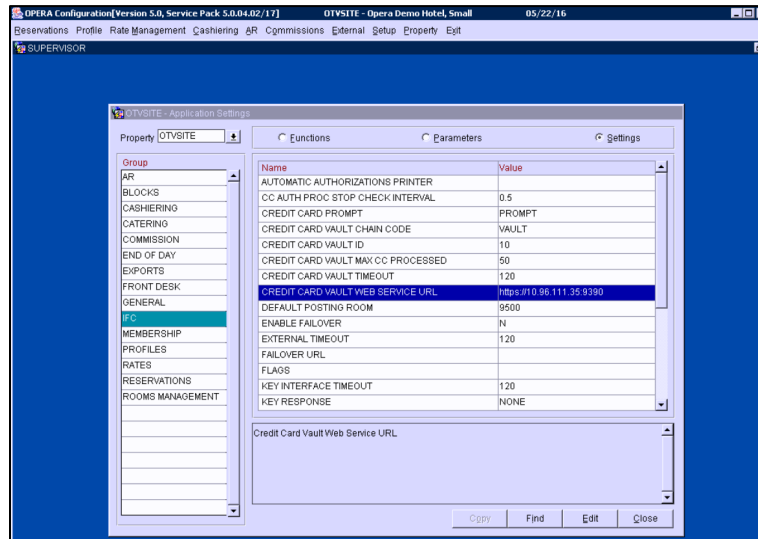 OPERA Configuration[Version 5.0, Service Pack 5.0.04.02/17] OTVSITE - Opera Demo Hotel, Small 05/22/16
Reservations Profile Rate Management Cashiering AR Commissions External Setup Property Exit
SUPERVISOR
OTVSITE - Application Settings
Property OTVSITE Functions Parameters Settings
Group
AR
BLOCKS
CASHIERING
CATERING
COMMISSION
END OF DAY
EXPORTS
FRONT DESK
GENERAL
IFC
MEMBERSHIP
PROFILES
RATES
RESERVATIONS
ROOMS MANAGEMENT
Name Value
AUTOMATIC AUTHORIZATIONS PRINTER
CC AUTH PROC STOP CHECK INTERVAL 0.5
CREDIT CARD PROMPT PROMPT
CREDIT CARD VAULT CHAIN CODE VAULT
CREDIT CARD VAULT ID 10
CREDIT CARD VAULT MAX CC PROCESSED 50
CREDIT CARD VAULT TIMEOUT 120
CREDIT CARD VAULT WEB SERVICE URL https://10.96.111.35:9390
DEFAULT POSTING ROOM 9500
ENABLE FAILOVER N
EXTERNAL TIMEOUT 120
FAILOVER URL
FLAGS
KEY INTERFACE TIMEOUT 120
KEY RESPONSE NONE
Credit Card Vault Web Service URL
Copy Find Edit Close